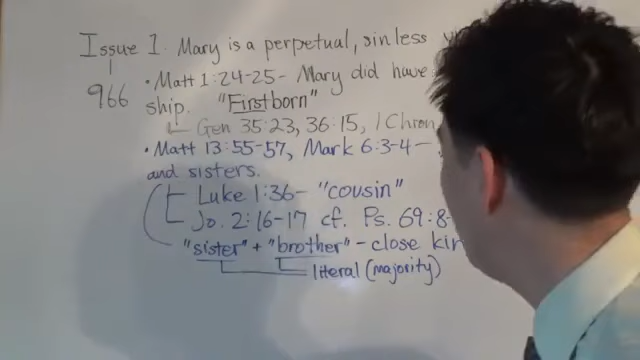 Issue 1. Mary is a perpetual, sinless
966
• Matt 1:24-25- Mary did have
ship. "Firstborn"
Gen 35:23, 36:15, 1 Chron
• Matt 13:55-57, Mark 6:3-4-
and sisters.
Luke 1:36- "cousin"
Jo. 2:16-17 cf. Ps. 69:8-
"sister" + "brother" - close kin
literal (majority)